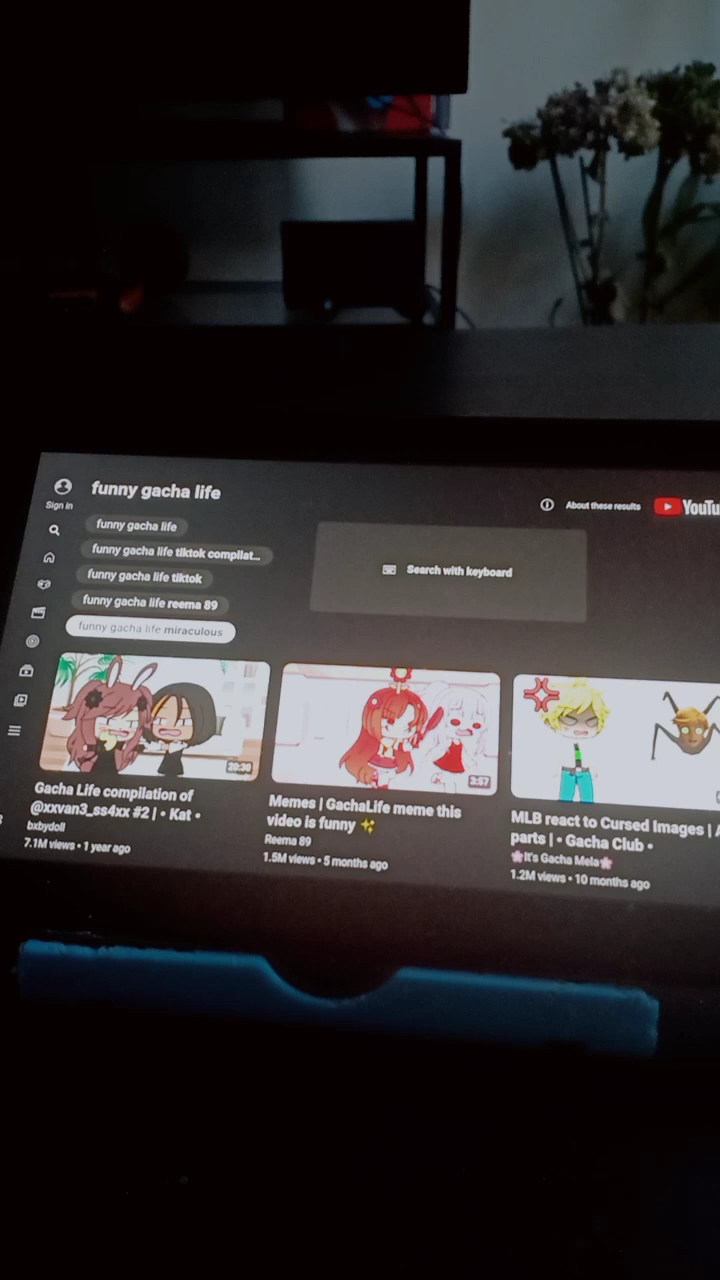 funny gacha life
Sign in
About these results
YouTu
funny gacha life
funny gacha life tiktok compilat...
funny gacha life tiktok
funny gacha life reema 89
funny gacha life miraculous
Search with keyboard
20:30
3:57
Gacha Life compilation of
@xxvan3_ss4xx #2 | • Kat •
bxbydoll
7.1M views • 1 year ago
Memes | GachaLife meme this
video is funny ✨
Reema 89
1.5M views • 5 months ago
MLB react to Cursed Images | A
parts | • Gacha Club •
🌸It's Gacha Mela🌸
1.2M views • 10 months ago